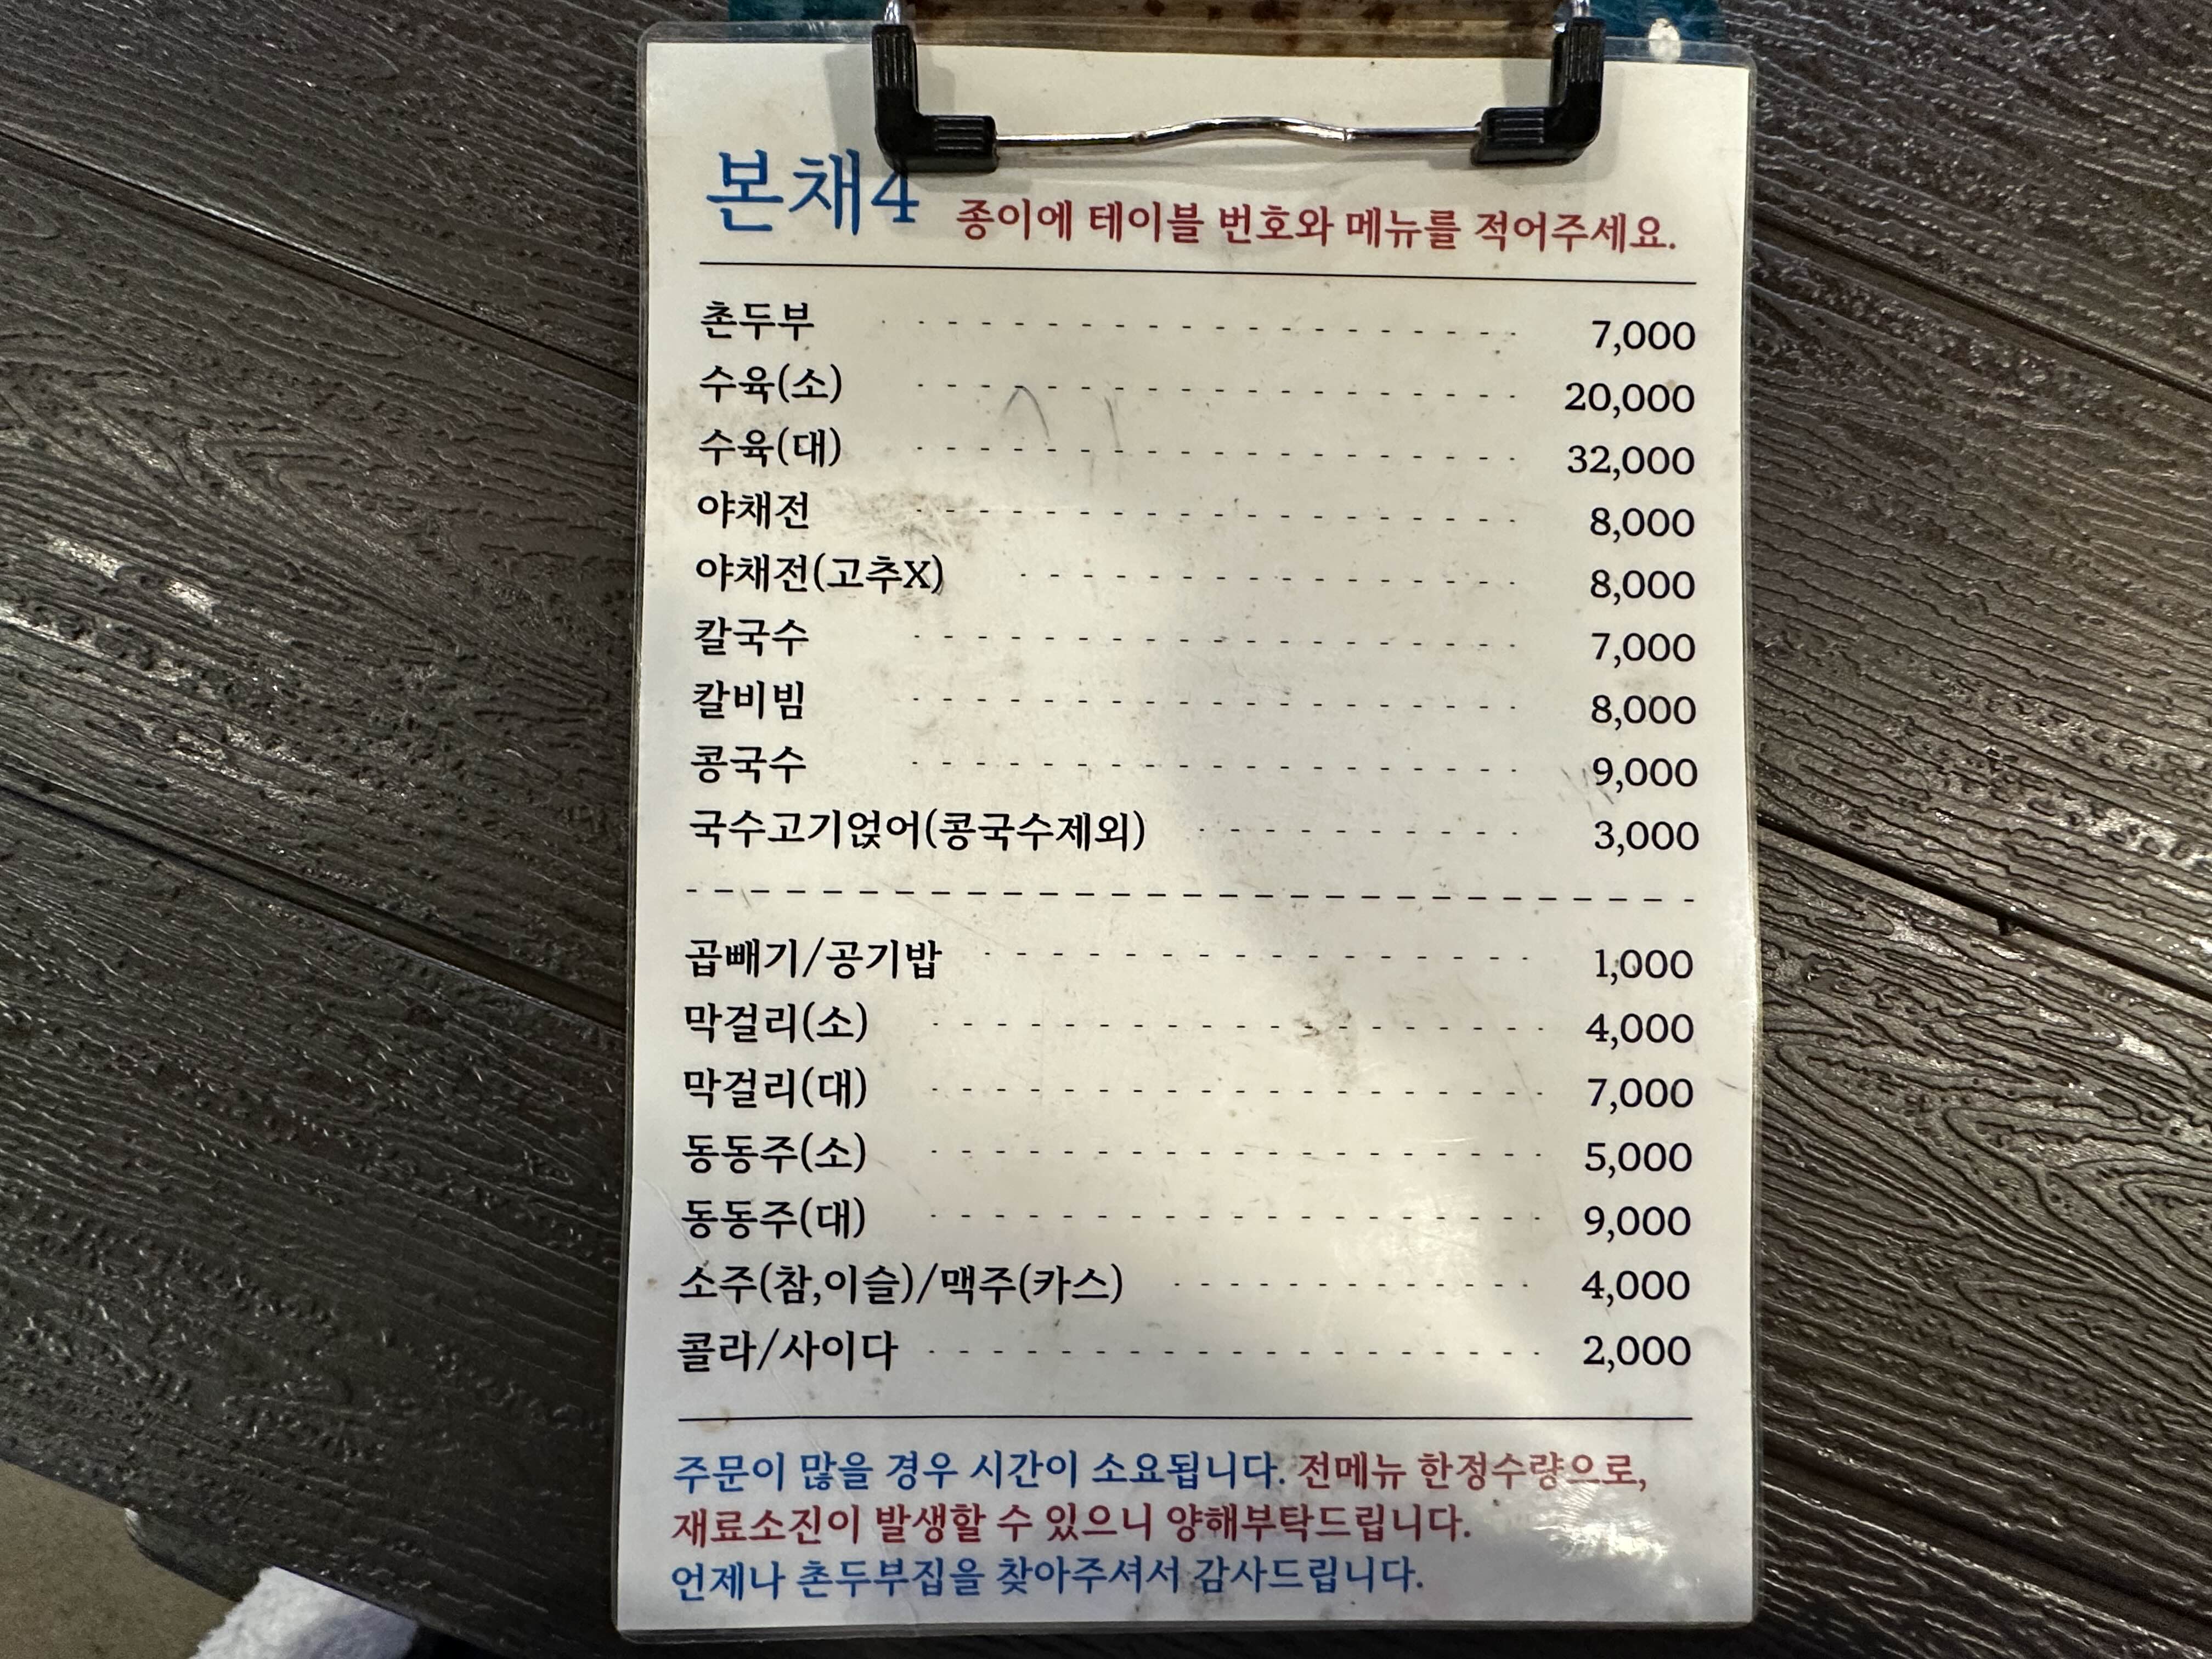 본채4 종이에 테이블 번호와 메뉴를 적어주세요.
촌두부 7,000
수육(소) 20,000
수육(대) 32,000
야채전 8,000
야채전(고추X) 8,000
칼국수 7,000
칼비빔 8,000
콩국수 9,000
국수고기얹어(콩국수제외) 3,000
곱빼기/공기밥 1,000
막걸리(소) 4,000
막걸리(대) 7,000
동동주(소) 5,000
동동주(대) 9,000
소주(참,이슬)/맥주(카스) 4,000
콜라/사이다 2,000
주문이 많을 경우 시간이 소요됩니다. 전메뉴 한정수량으로,
재료소진이 발생할 수 있으니 양해부탁드립니다.
언제나 촌두부집을 찾아주셔서 감사드립니다.